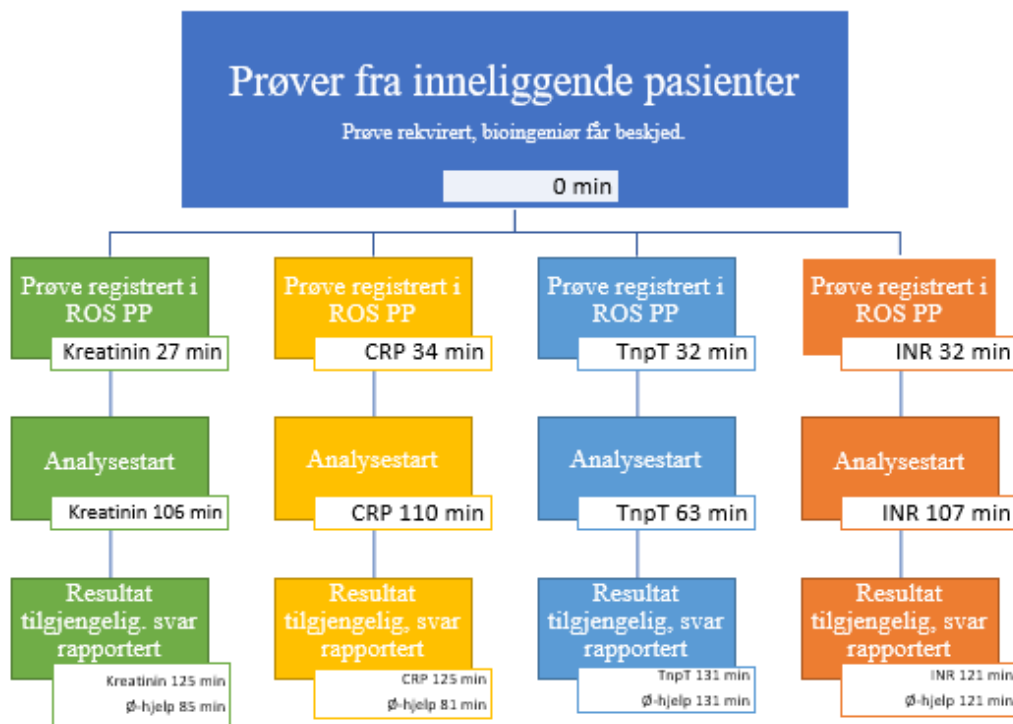 Prøver fra inneliggende pasienter
Prøve rekvirert, bioingeniør får beskjed.
0 min
Prøve registrert i
ROS PP
Kreatinin 27 min
Prøve registrert i
ROS PP
CRP 34 min
Prøve registrert i
ROS PP
TnpT 32 min
Prøve registrert i
ROS PP
INR 32 min
Analysestart
Kreatinin 106 min
Analysestart
CRP 110 min
Analysestart
TnpT 63 min
Analysestart
INR 107 min
Resultat
tilgjengelig. svar
rapportert
Kreatinin 125 min
Ø-hjelp 85 min
Resultat
tilgjengelig, svar
rapportert
CRP 125 min
Ø-hjelp 81 min
Resultat
tilgjengelig, svar
rapportert
TnpT 131 min
Ø-hjelp 131 min
Resultat
tilgjengelig, svar
rapportert
INR 121 min
Ø-hjelp 121 min